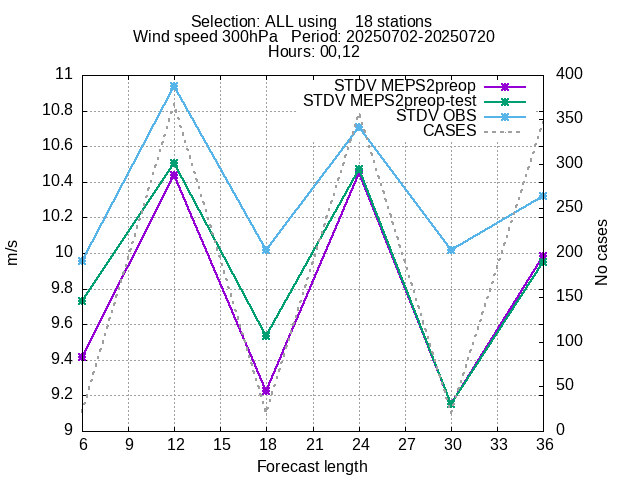 Selection: ALL using    18 stations
Wind speed 300hPa   Period: 20250702-20250720
Hours: 00,12
STDV MEPS2preop
STDV MEPS2preop-test
STDV OBS
CASES
11
10.8
10.6
10.4
10.2
10
9.8
9.6
9.4
9.2
9
m/s
400
350
300
250
200
150
100
50
0
No cases
6 9 12 15 18 21 24 27 30 33 36
Forecast length